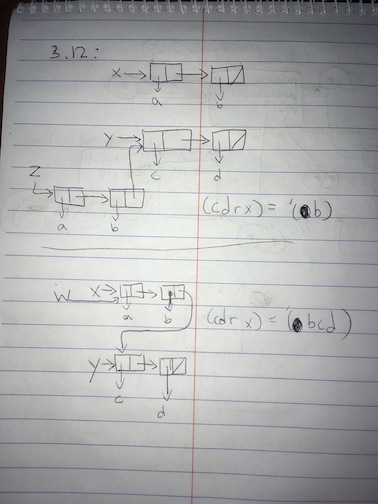 3.12:
x
a b
y
c d
z
a b
(cdr x) = '( b)
w x
a b
(cdr x) = '( bcd)
y
c
d